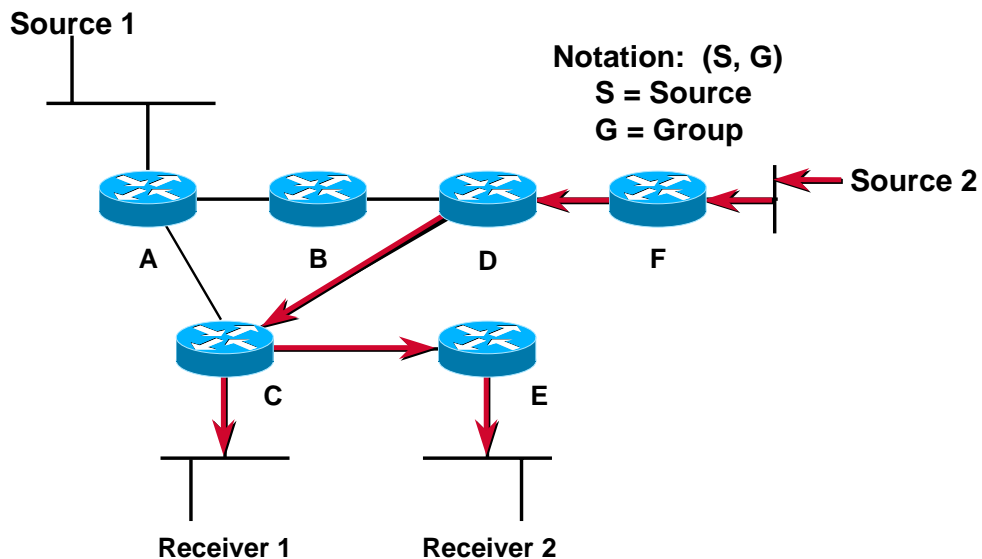 Source 1
Notation: (S, G)
S = Source
G = Group
Source 2
A
B
D
F
C
E
Receiver 1
Receiver 2